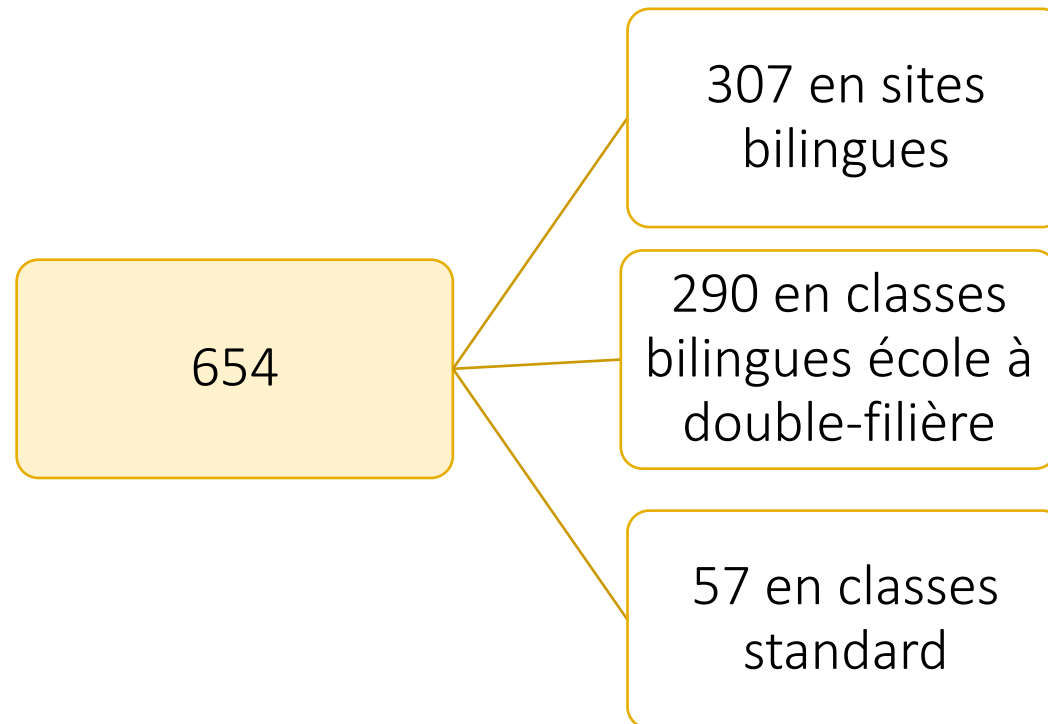 654
307 en sites
bilingues
290 en classes
bilingues école à
double-filière
57 en classes
standard